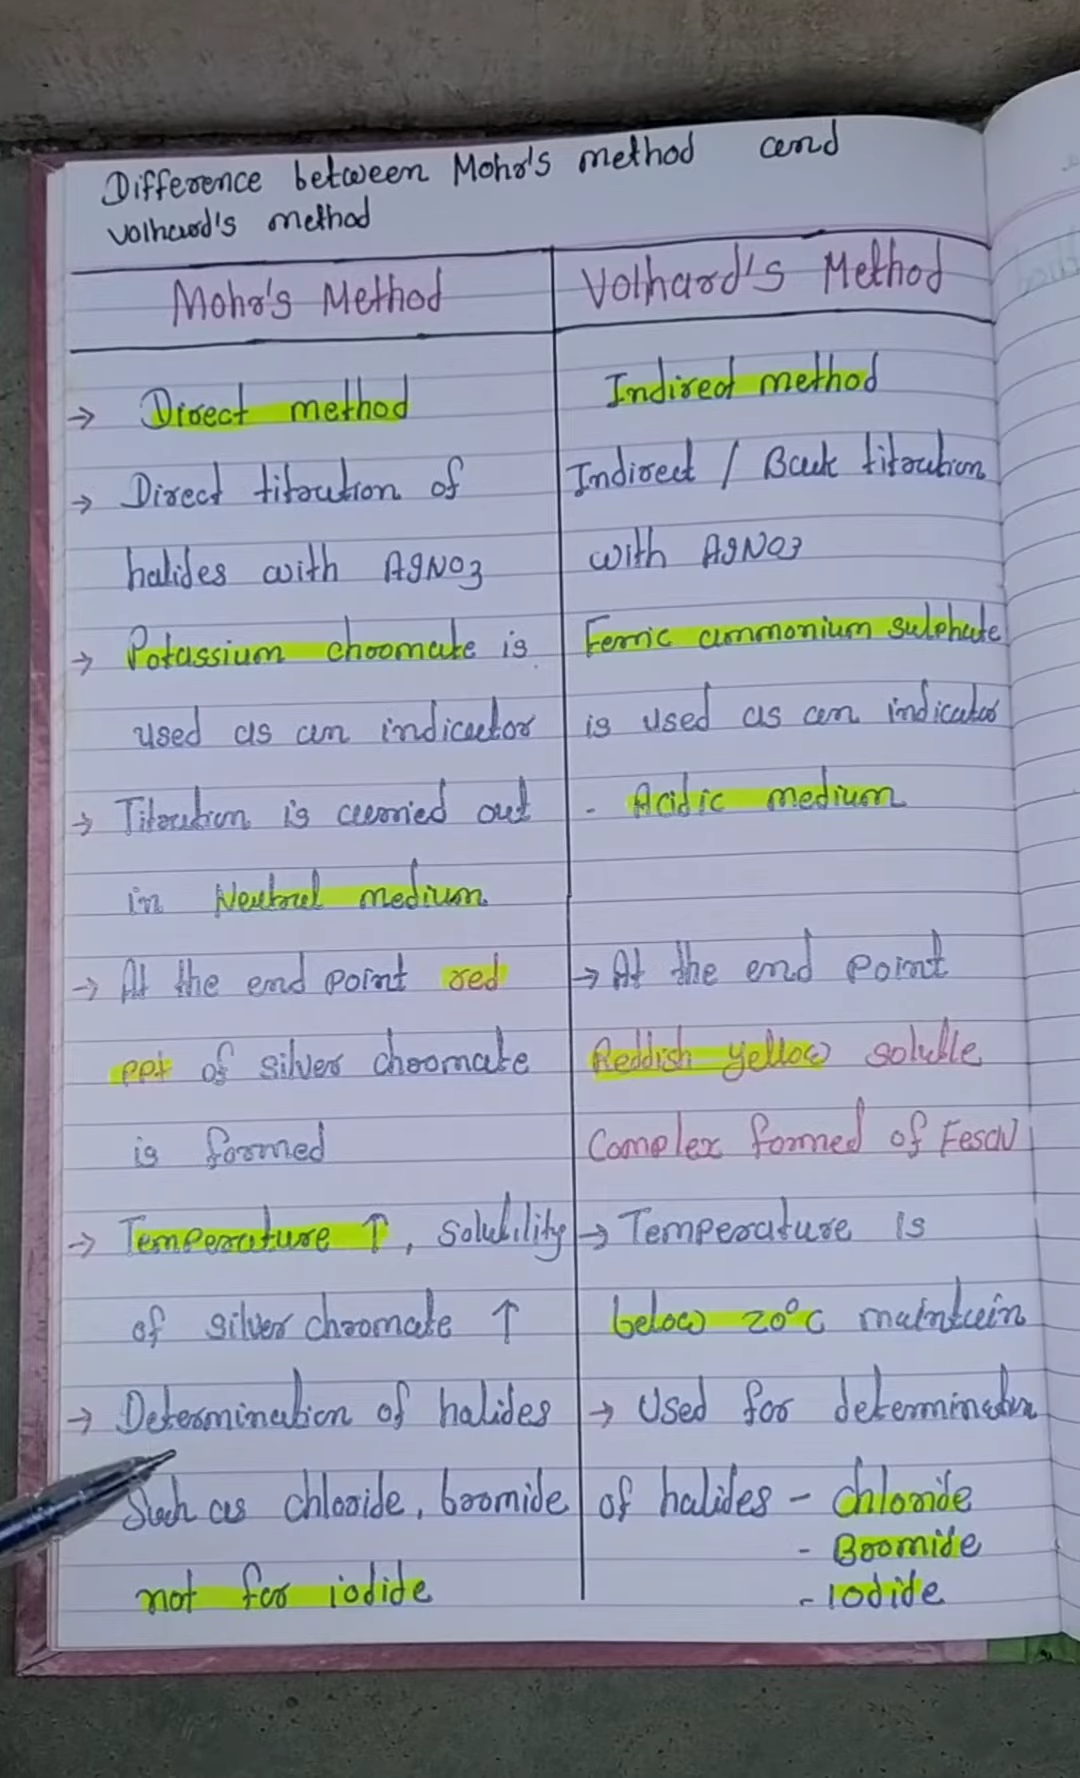 Difference between Mohr's method and
volhard's method
Mohr's Method
Volhard's Method
→ Direct method
→ Direct titration of
halides with AgNO3
→ Potassium chromate is
used as an indicator
→ Titration is carried out
in Neutral medium
→ At the end point red
ppt of silver chromate
is formed
→ Temperature ↑, solubility
of silver chromate ↑
→ Determination of halides
Such as chloride, bromide
not for iodide
Indirect method
Indirect / Back titration
with AgNO3
Ferric ammonium sulphate
is used as an indicator
- Acidic medium
→ At the end point
Reddish yellow soluble
Complex formed of FeSCN
→ Temperature is
below 20°C maintain
→ Used for determination
of halides - chloride
- Bromide
- Iodide